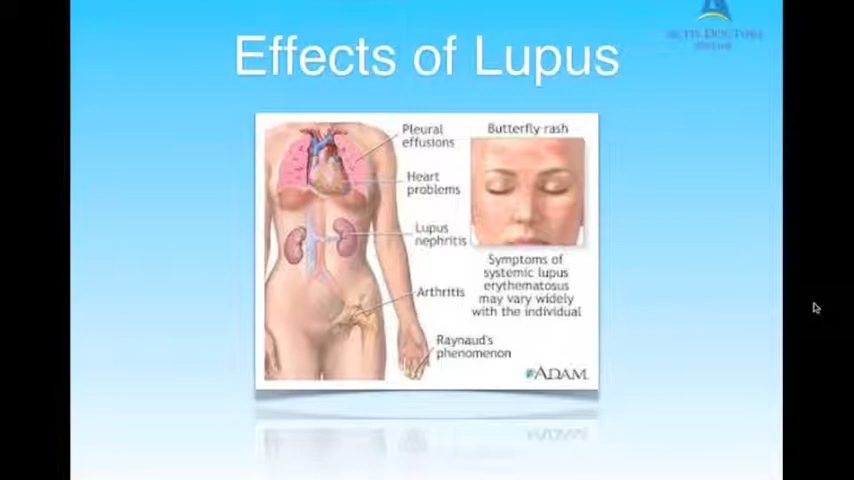 Effects of Lupus
Pleural
effusions
Heart
problems
Lupus
nephritis
Arthritis
Raynaud's
phenomenon
Butterfly rash
Symptoms of
systemic lupus
erythematosus
may vary widely
with the individual
ADAM.